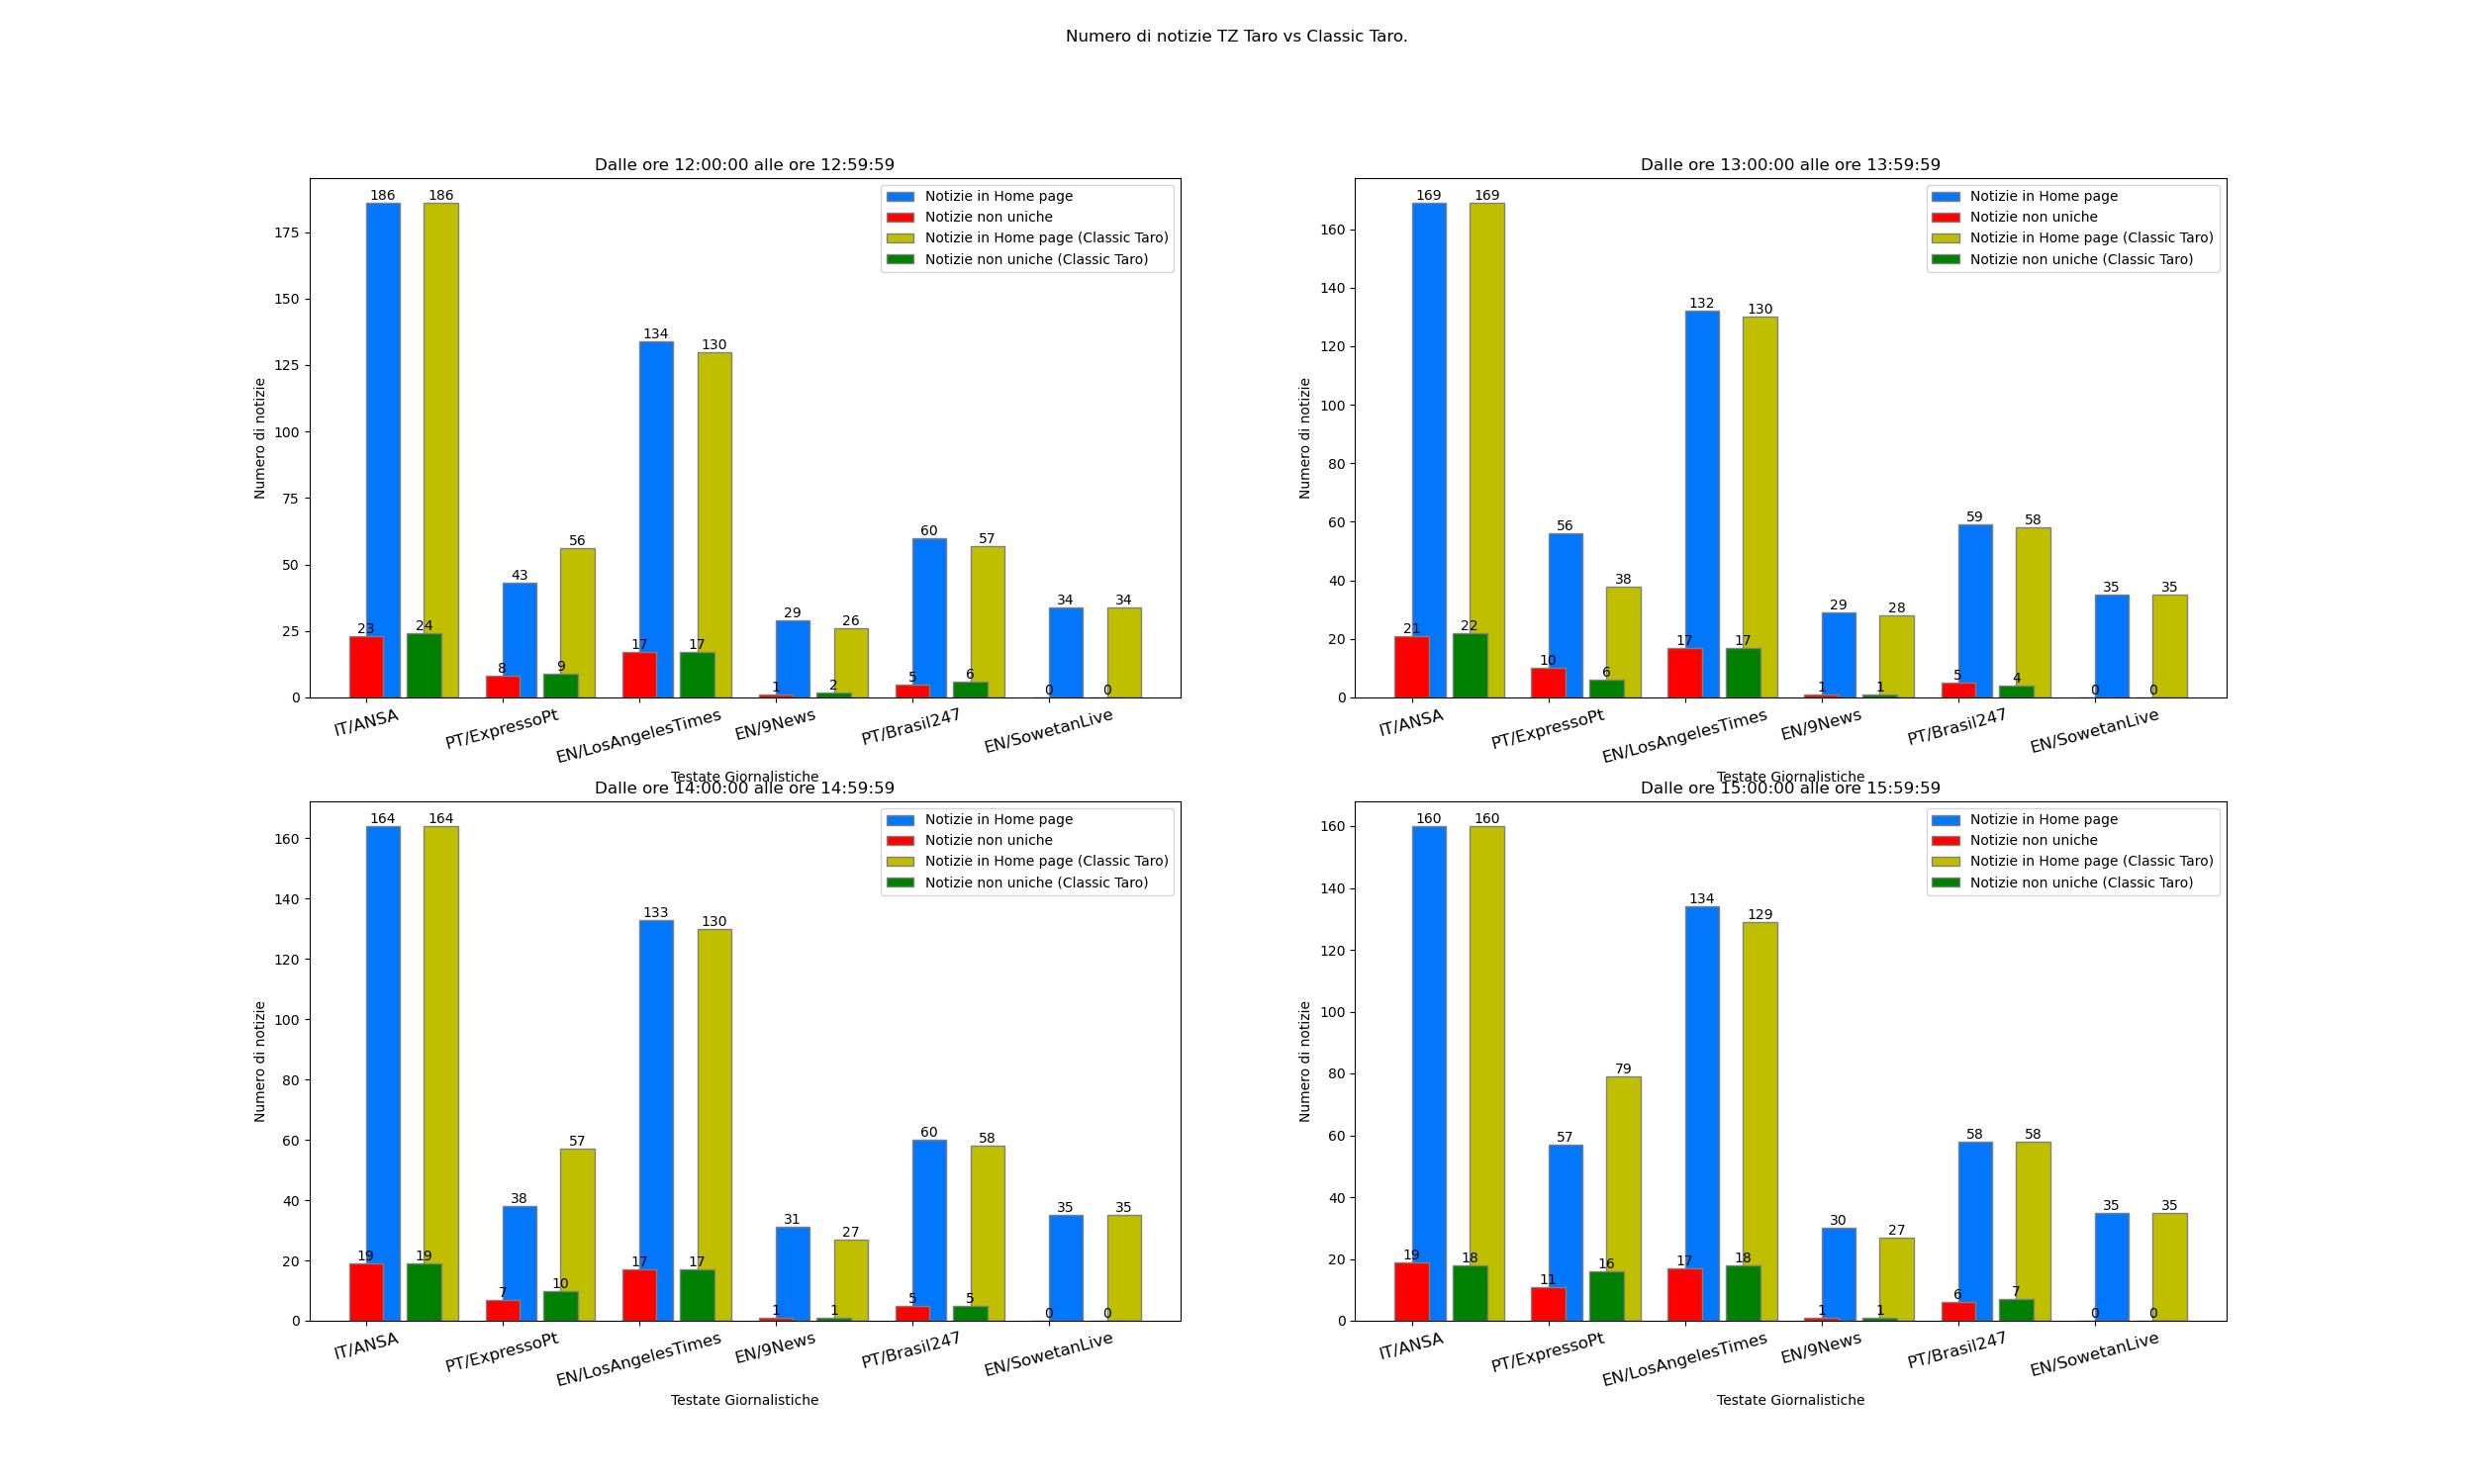 Numero di notizie TZ Taro vs Classic Taro.
Dalle ore 12:00:00 alle ore 12:59:59
Notizie in Home page
Notizie non uniche
Notizie in Home page (Classic Taro)
Notizie non uniche (Classic Taro)
Numero di notizie
175
150
125
100
75
50
25
0
186 186
23 24
43 56
8 9
134 130
17 17
29 26
1 2
60 57
5 6
34 34
0 0
IT/ANSA
PT/ExpressoPt
EN/LosAngelesTimes
EN/9News
PT/Brasil247
EN/SowetanLive
Testate Giornalistiche
Dalle ore 13:00:00 alle ore 13:59:59
Notizie in Home page
Notizie non uniche
Notizie in Home page (Classic Taro)
Notizie non uniche (Classic Taro)
Numero di notizie
160
140
120
100
80
60
40
20
0
169 169
21 22
56 38
10 6
132 130
17 17
29 28
1 1
59 58
5 4
35 35
0 0
IT/ANSA
PT/ExpressoPt
EN/LosAngelesTimes
EN/9News
PT/Brasil247
EN/SowetanLive
Testate Giornalistiche
Dalle ore 14:00:00 alle ore 14:59:59
Notizie in Home page
Notizie non uniche
Notizie in Home page (Classic Taro)
Notizie non uniche (Classic Taro)
Numero di notizie
160
140
120
100
80
60
40
20
0
164 164
19 19
38 57
7 10
133 130
17 17
31 27
1 1
60 58
5 5
35 35
0 0
IT/ANSA
PT/ExpressoPt
EN/LosAngelesTimes
EN/9News
PT/Brasil247
EN/SowetanLive
Testate Giornalistiche
Dalle ore 15:00:00 alle ore 15:59:59
Notizie in Home page
Notizie non uniche
Notizie in Home page (Classic Taro)
Notizie non uniche (Classic Taro)
Numero di notizie
160
140
120
100
80
60
40
20
0
160 160
19 18
57 79
11 16
134 129
17 18
30 27
1 1
58 58
6 7
35 35
0 0
IT/ANSA
PT/ExpressoPt
EN/LosAngelesTimes
EN/9News
PT/Brasil247
EN/SowetanLive
Testate Giornalistiche